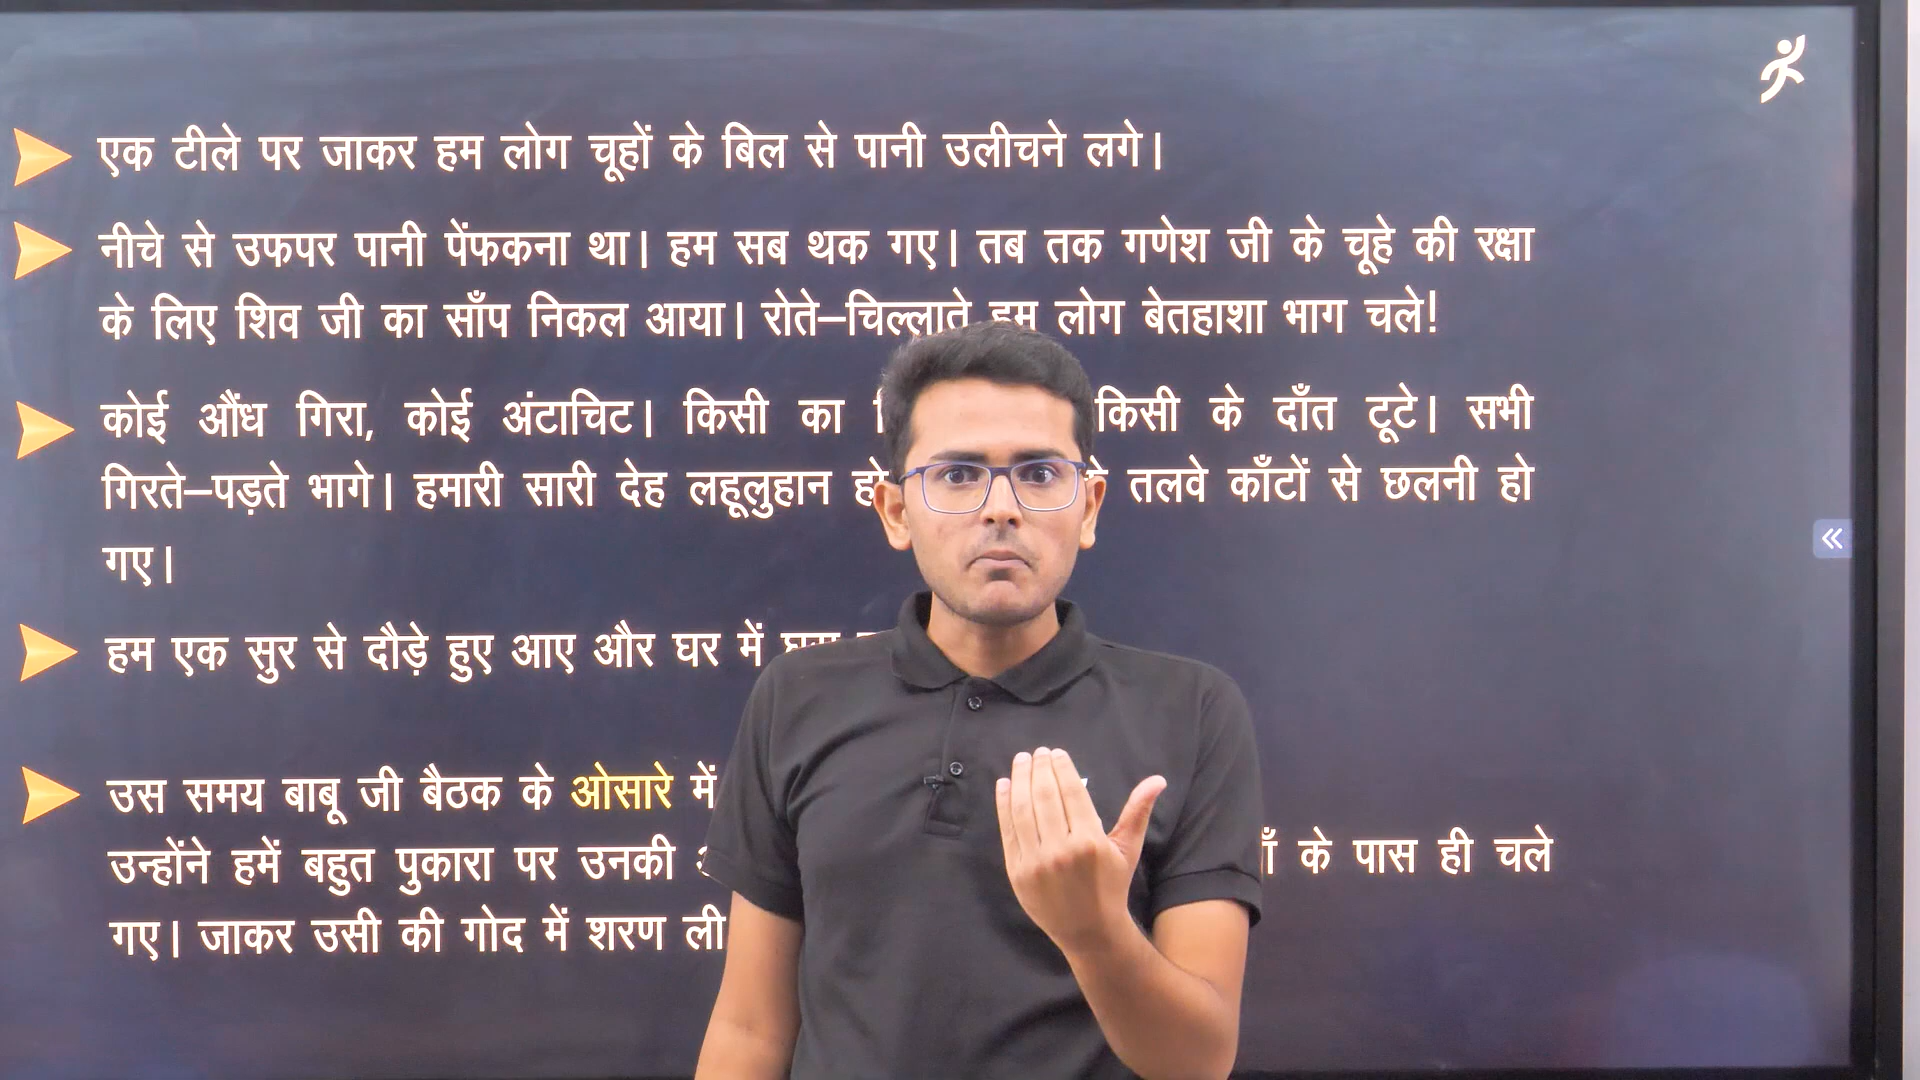 एक टीले पर जाकर हम लोग चूहों के बिल से पानी उलीचने लगे।
नीचे से उफपर पानी पेंफकना था। हम सब थक गए। तब तक गणेश जी के चूहे की रक्षा
के लिए शिव जी का साँप निकल आया। रोते–चिल्लाते हम लोग बेतहाशा भाग चले!
कोई औंध गिरा, कोई अंटाचिट। किसी का किसी के दाँत टूटे। सभी
गिरते–पड़ते भागे। हमारी सारी देह लहूलुहान हो तलवे काँटों से छलनी हो
गए।
हम एक सुर से दौड़े हुए आए और घर में
उस समय बाबू जी बैठक के ओसारे में
उन्होंने हमें बहुत पुकारा पर उनकी के पास ही चले
गए। जाकर उसी की गोद में शरण ली